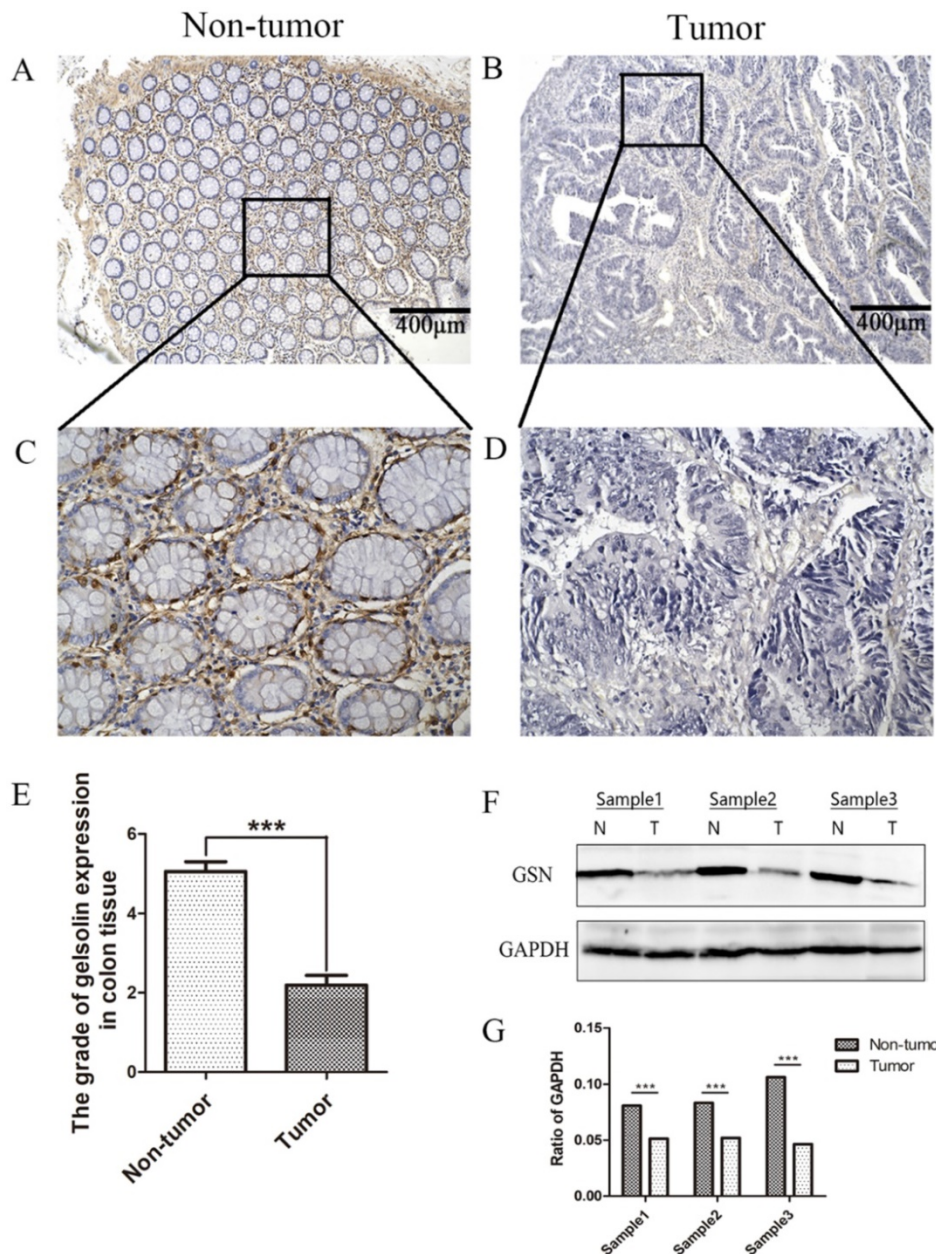 Non-tumor
Tumor
A
B
400μm
400μm
C
D
E
The grade of gelsolin expression
in colon tissue
6
4
2
0
***
Non-tumor
Tumor
F
Sample1 Sample2 Sample3
N T N T N T
GSN
GAPDH
G
Ratio of GAPDH
0.15
0.10
0.05
0.00
*** *** ***
Non-tumo
Tumor
Sample1
Sample2
Sample3